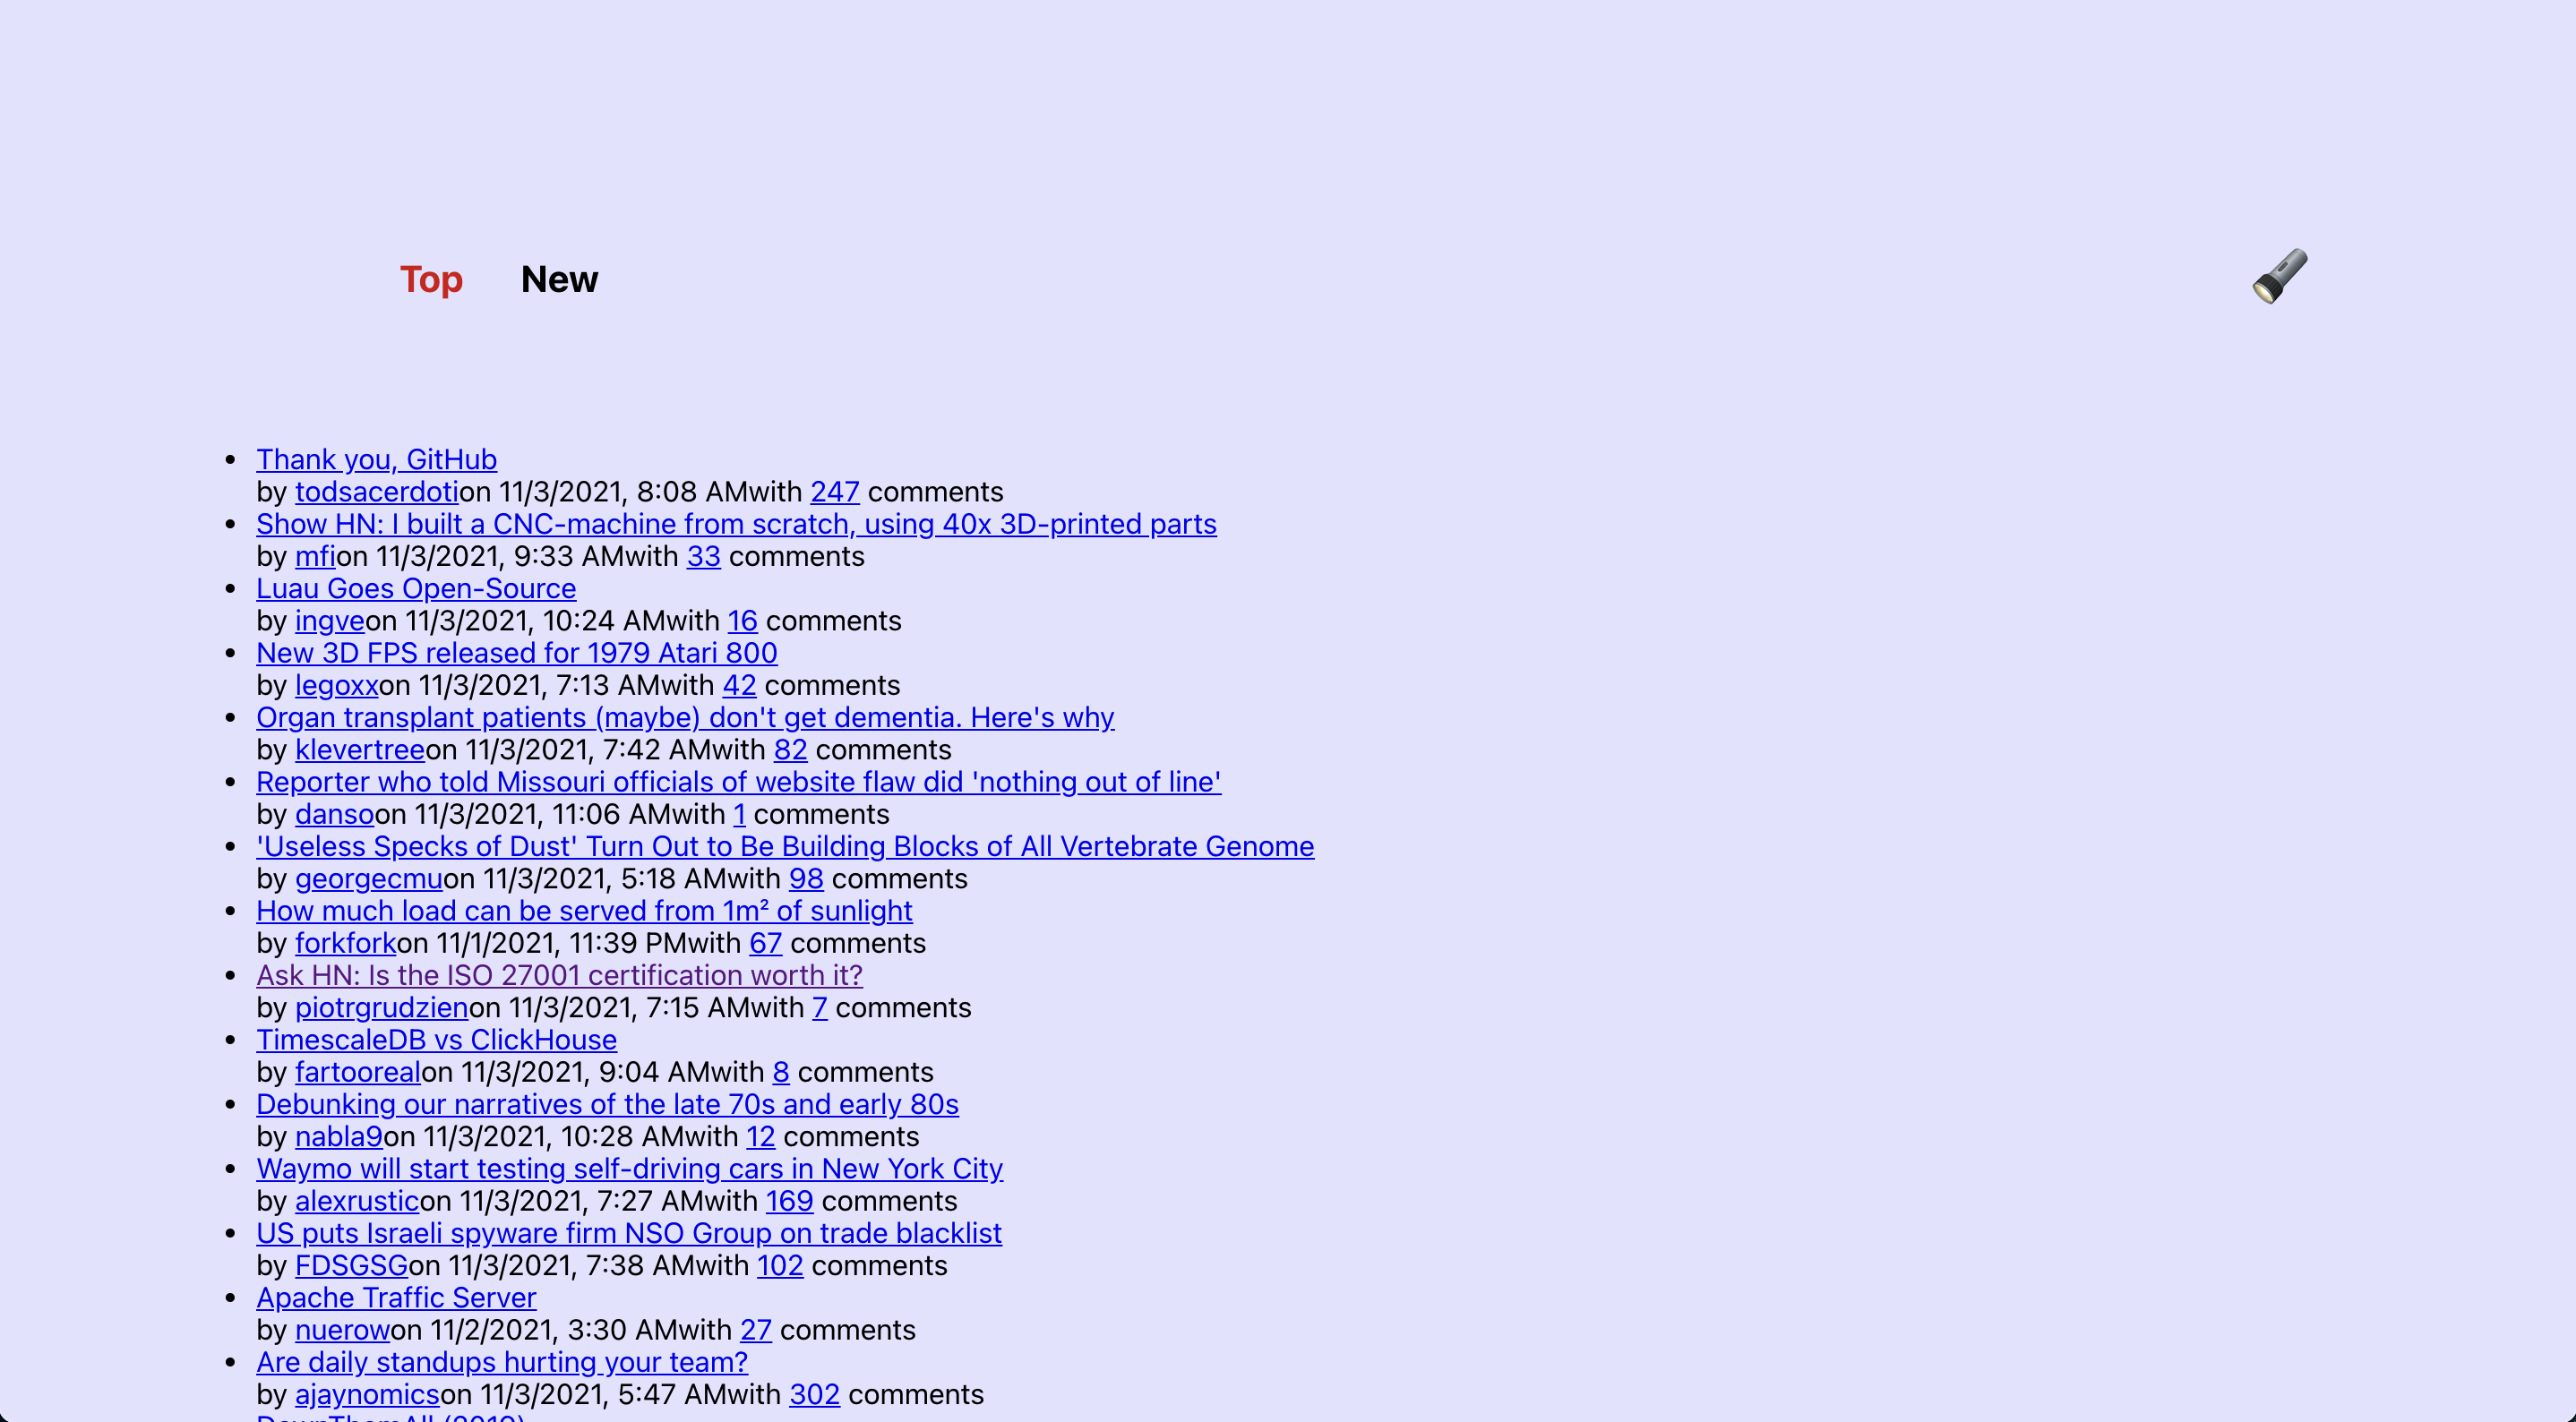 Top New
Thank you, GitHub
by todsacerdotion 11/3/2021, 8:08 AMwith 247 comments
Show HN: I built a CNC-machine from scratch, using 40x 3D-printed parts
by mfion 11/3/2021, 9:33 AMwith 33 comments
Luau Goes Open-Source
by ingveon 11/3/2021, 10:24 AMwith 16 comments
New 3D FPS released for 1979 Atari 800
by legoxxon 11/3/2021, 7:13 AMwith 42 comments
Organ transplant patients (maybe) don't get dementia. Here's why
by klevertreeon 11/3/2021, 7:42 AMwith 82 comments
Reporter who told Missouri officials of website flaw did 'nothing out of line'
by dansoon 11/3/2021, 11:06 AMwith 1 comments
'Useless Specks of Dust' Turn Out to Be Building Blocks of All Vertebrate Genome
by georgecmuon 11/3/2021, 5:18 AMwith 98 comments
How much load can be served from 1m² of sunlight
by forkforkon 11/1/2021, 11:39 PMwith 67 comments
Ask HN: Is the ISO 27001 certification worth it?
by piotrgrudzienon 11/3/2021, 7:15 AMwith 7 comments
TimescaleDB vs ClickHouse
by fartoorealon 11/3/2021, 9:04 AMwith 8 comments
Debunking our narratives of the late 70s and early 80s
by nabla9on 11/3/2021, 10:28 AMwith 12 comments
Waymo will start testing self-driving cars in New York City
by alexrusticon 11/3/2021, 7:27 AMwith 169 comments
US puts Israeli spyware firm NSO Group on trade blacklist
by FDSGSGon 11/3/2021, 7:38 AMwith 102 comments
Apache Traffic Server
by nuerowon 11/2/2021, 3:30 AMwith 27 comments
Are daily standups hurting your team?
by ajaynomicson 11/3/2021, 5:47 AMwith 302 comments
DownThemAll (2019)